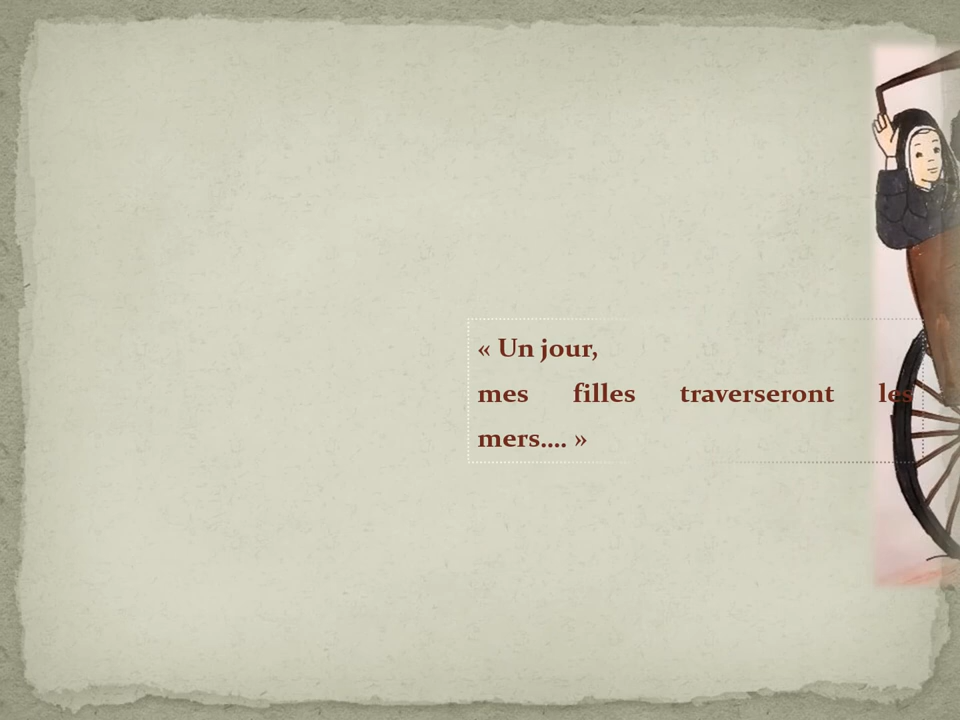 « Un jour,
mes filles traverseront les
mers…. »